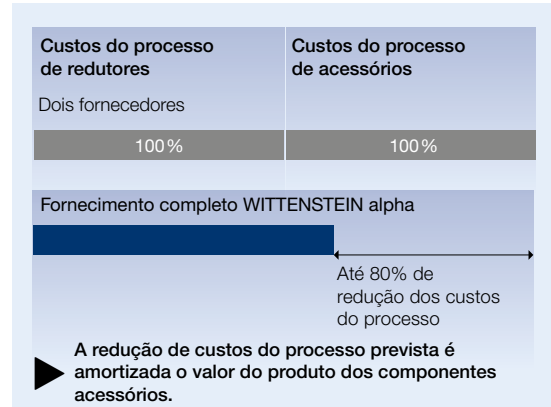 Custos do processo
de redutores
Custos do processo
de acessórios
Dois fornecedores
100 %
100 %
Fornecimento completo WITTENSTEIN alpha
Até 80% de
redução dos custos
do processo
A redução de custos do processo prevista é
amortizada o valor do produto dos componentes
acessórios.